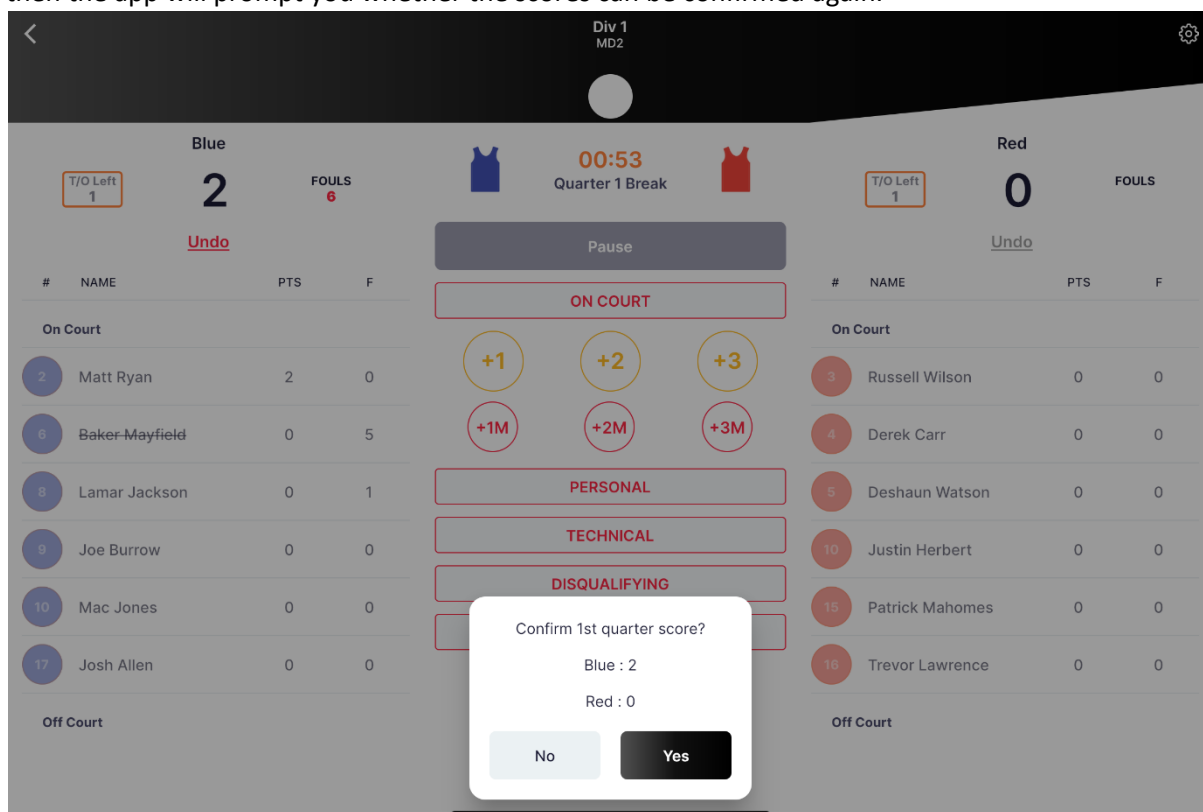 then the app will prompt you whether the scores can be confirmed again.
Div 1
MD2
Blue
T/O Left
1
2
FOULS
6
Undo
# NAME PTS F
On Court
2 Matt Ryan 2 0
6 Baker Mayfield 0 5
8 Lamar Jackson 0 1
9 Joe Burrow 0 0
10 Mac Jones 0 0
17 Josh Allen 0 0
Off Court
00:53
Quarter 1 Break
Pause
ON COURT
+1 +2 +3
+1M +2M +3M
PERSONAL
TECHNICAL
DISQUALIFYING
Confirm 1st quarter score?
Blue : 2
Red : 0
No Yes
Red
T/O Left
1
0
FOULS
Undo
# NAME PTS F
On Court
3 Russell Wilson 0 0
4 Derek Carr 0 0
5 Deshaun Watson 0 0
10 Justin Herbert 0 0
15 Patrick Mahomes 0 0
16 Trevor Lawrence 0 0
Off Court